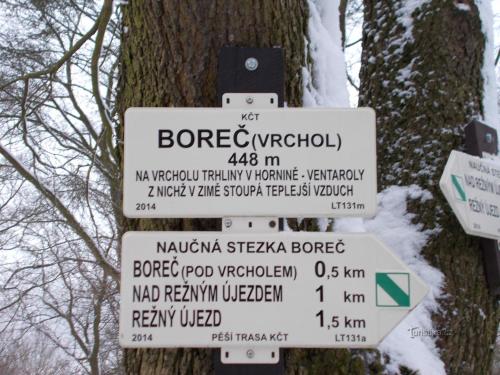 KČT
BOREČ (VRCHOL)
448 m
NA VRCHOLU TRHLINY V HORNINĚ - VENTAROLY
Z NICHŽ V ZIMĚ STOUPÁ TEPLEJŠÍ VZDUCH
2014 LT131m
NAUČNÁ STEZKA BOREČ
BOREČ (POD VRCHOLEM) 0,5 km
NAD REŽNÝM ÚJEZDEM 1 km
REŽNÝ ÚJEZD 1,5 km
2014 PĚŠÍ TRASA KČT LT131a
NAUČNÁ S
REŽNÝ